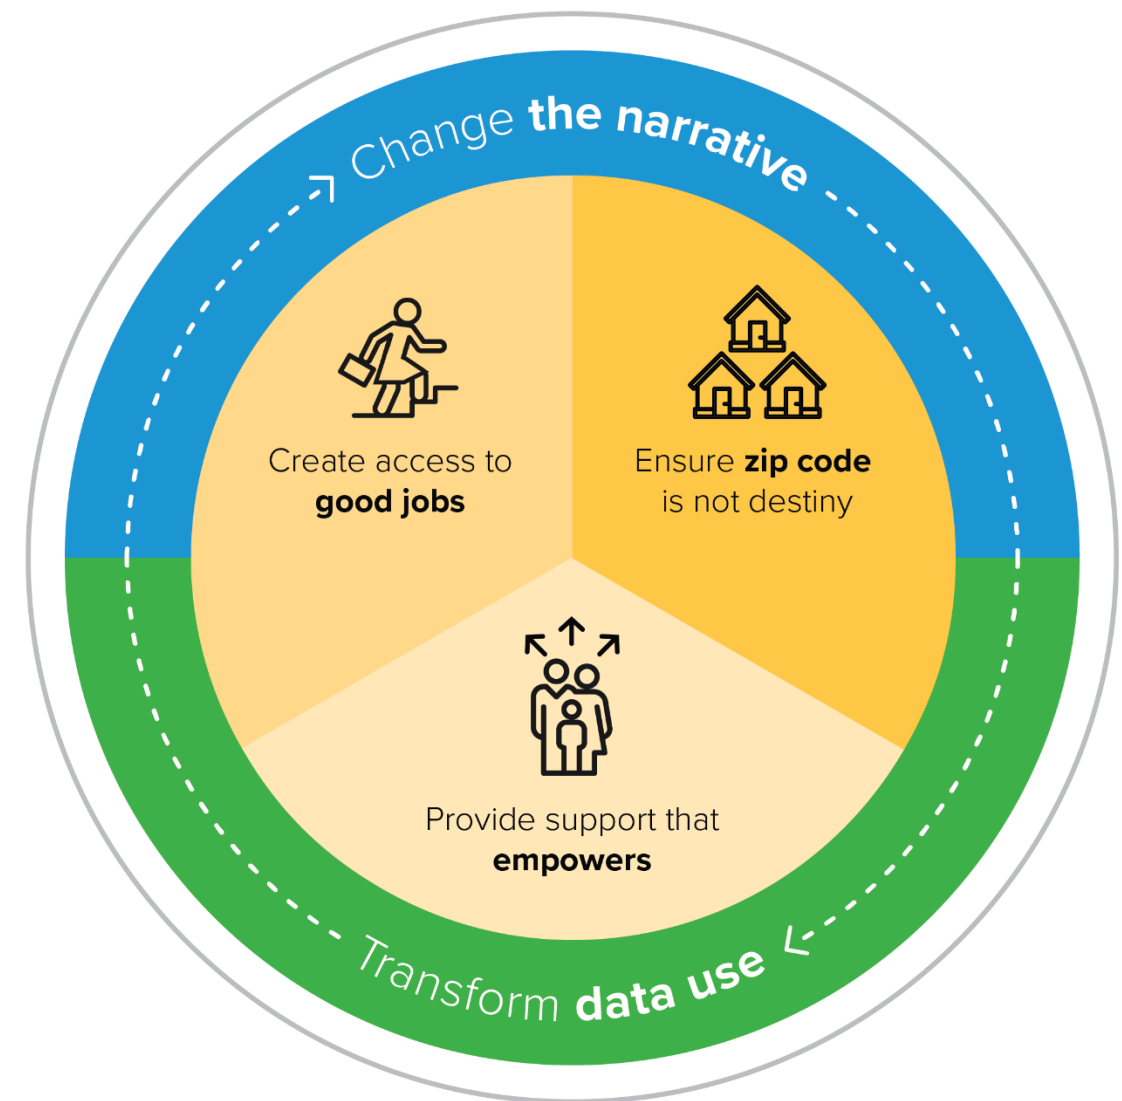 Change the narrative
Create access to
good jobs
Ensure zip code
is not destiny
Provide support that
empowers
Transform data use